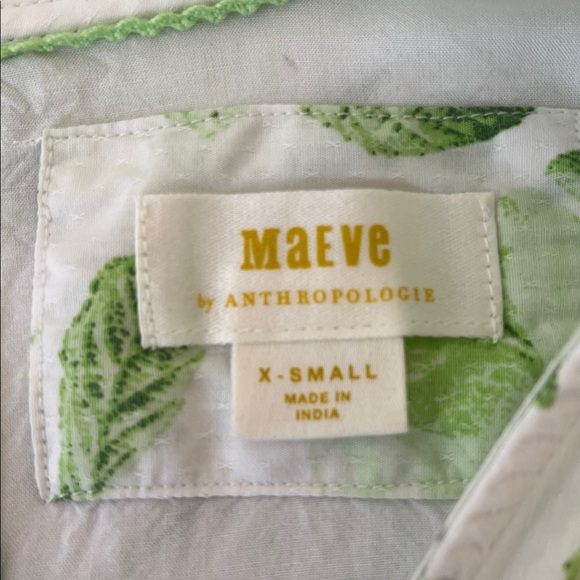 MaEVe
by ANTHROPOLOGIE
X-SMALL
MADE IN
INDIA